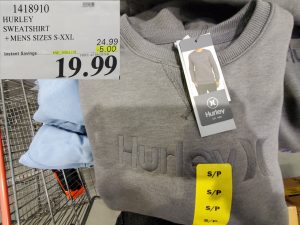 1418910
HURLEY
SWEATSHIRT
+ MENS SIZES S-XXL
24.99
Instant Savings
5.00
19.99
Hurley
Hurley
S/P
S/P
S/P
S/P